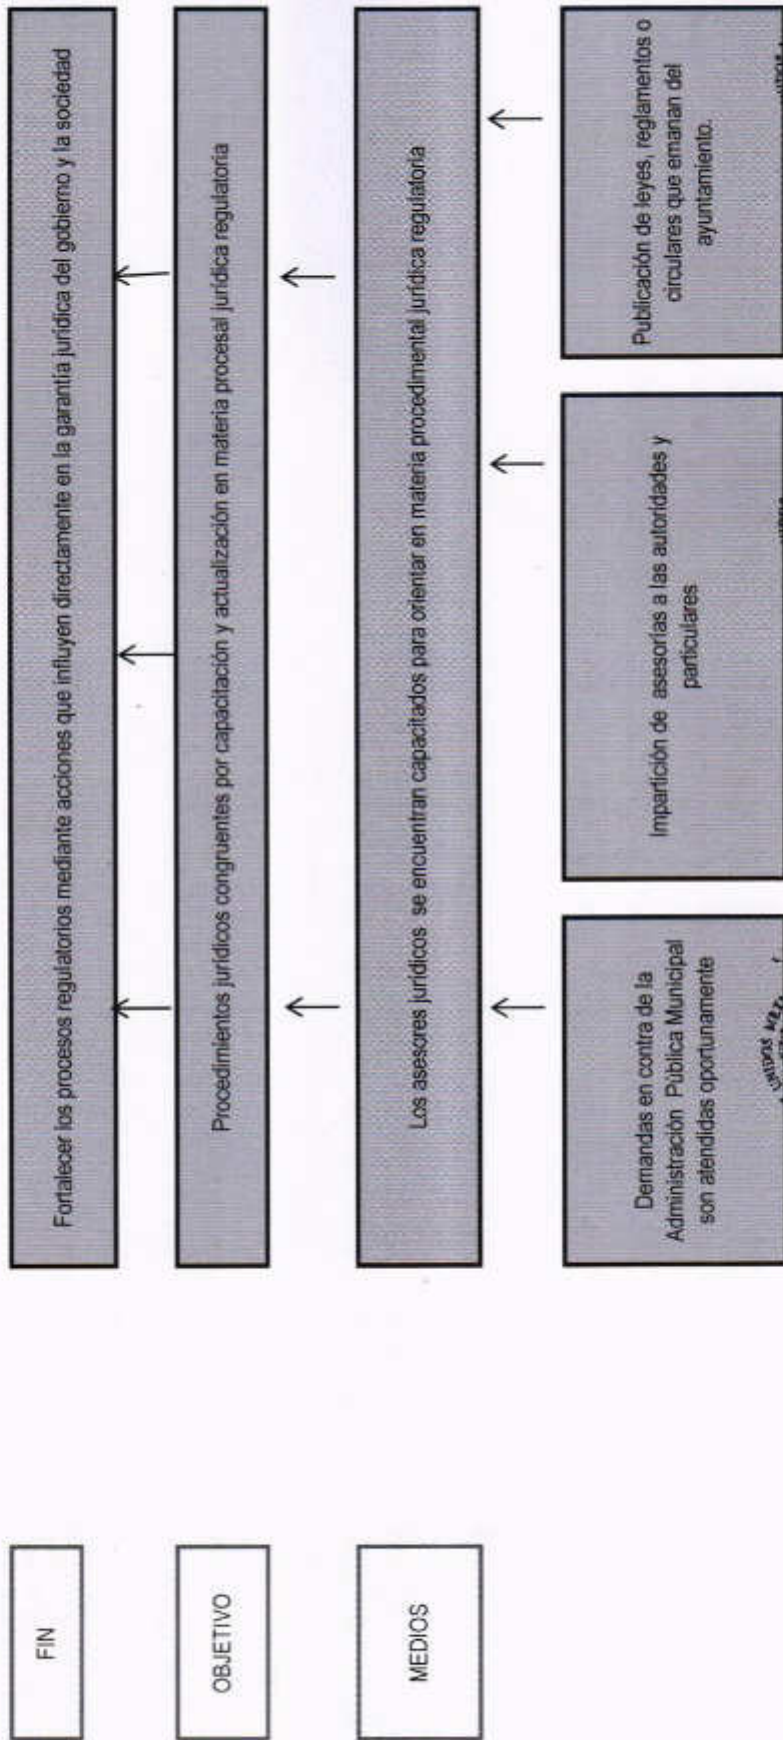 FIN
Fortalecer los procesos regulatorios mediante acciones que influyen directamente en la garantía jurídica del gobierno y la sociedad
OBJETIVO
Procedimientos jurídicos congruentes por capacitación y actualización en materia procesal jurídica regulatoria
MEDIOS
Los asesores jurídicos se encuentran capacitados para orientar en materia procedimental jurídica regulatoria
Demandas en contra de la
Administración Publica Municipal
son atendidas oportunamente
Impartición de asesorías a las autoridades y
particulares
Publicación de leyes, reglamentos o
circulares que emanan del
ayuntamiento.
UNIDOS